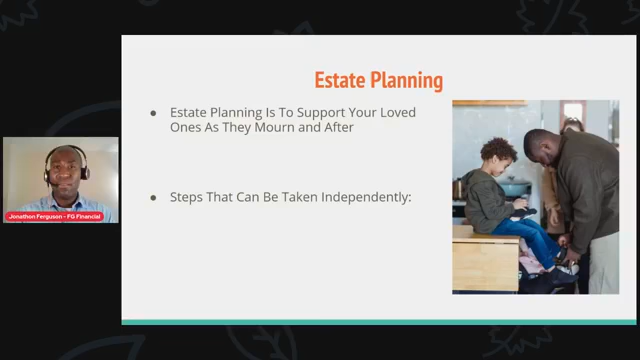 Estate Planning
● Estate Planning Is To Support Your Loved
Ones As They Mourn and After
● Steps That Can Be Taken Independently:
Jonathon Ferguson - FG Financial